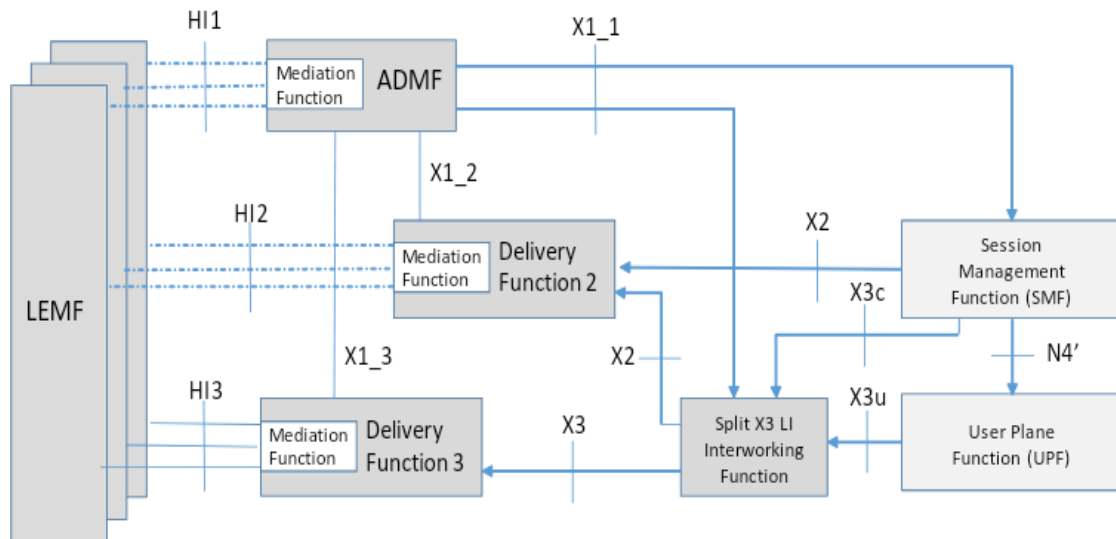 HI1
X1_1
Mediation
Function
ADMF
X1_2
HI2
Mediation
Function
Delivery
Function 2
X2
Session
Management
Function (SMF)
X3c
LEMF
X1_3
X2
N4’
HI3
X3u
Mediation
Function
Delivery
Function 3
X3
Split X3 LI
Interworking
Function
User Plane
Function (UPF)